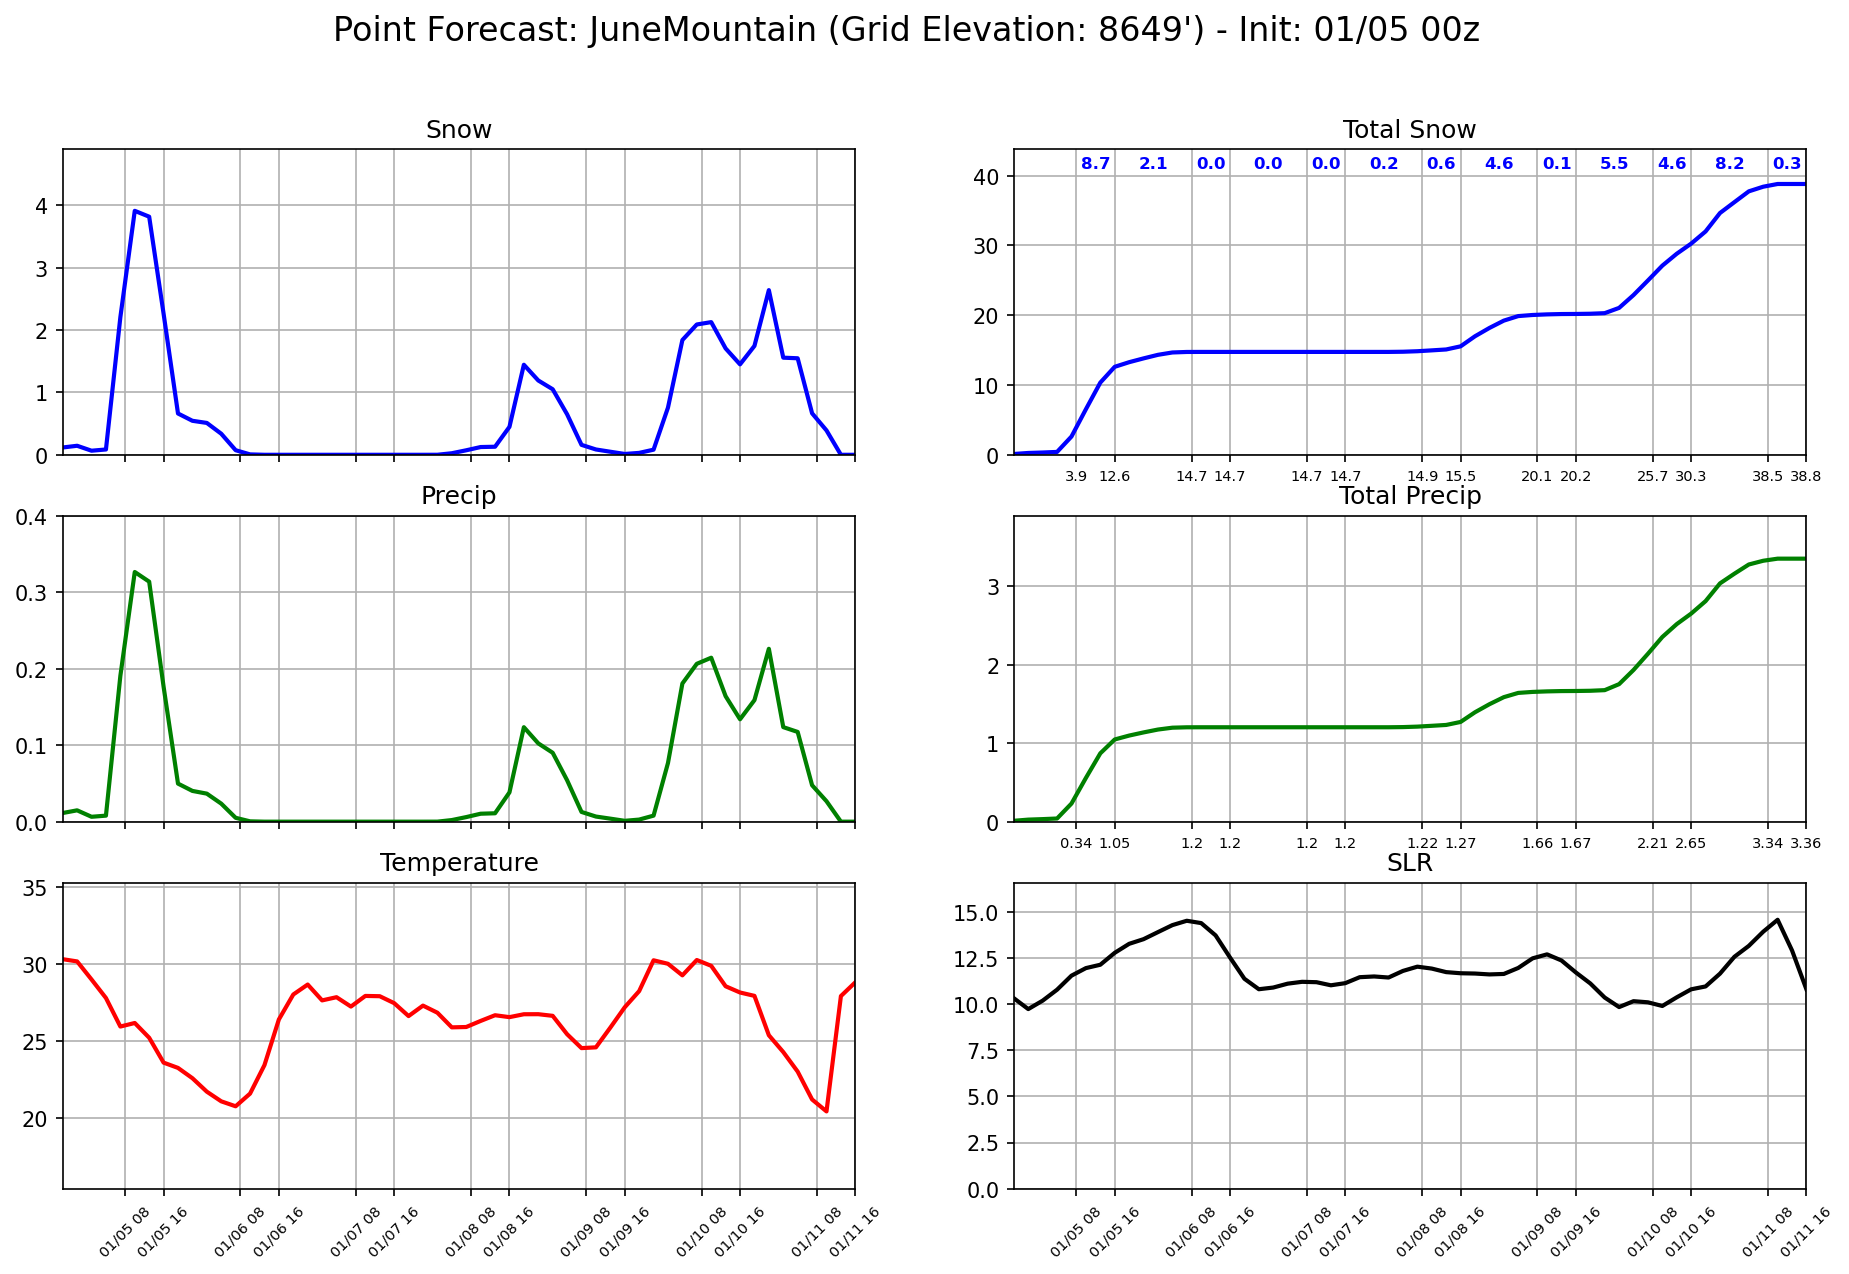 Point Forecast: JuneMountain (Grid Elevation: 8649') - Init: 01/05 00z
Snow
4
3
2
1
0
Total Snow
8.7 2.1 0.0 0.0 0.0 0.2 0.6 4.6 0.1 5.5 4.6 8.2 0.3
40
30
20
10
0
3.9 12.6 14.7 14.7 14.7 14.7 14.9 15.5 20.1 20.2 25.7 30.3 38.5 38.8
Precip
0.4
0.3
0.2
0.1
0.0
Total Precip
3
2
1
0
0.34 1.05 1.2 1.2 1.2 1.2 1.22 1.27 1.66 1.67 2.21 2.65 3.34 3.36
Temperature
35
30
25
20
01/05 08 01/05 16 01/06 08 01/06 16 01/07 08 01/07 16 01/08 08 01/08 16 01/09 08 01/09 16 01/10 08 01/10 16 01/11 08 01/11 16
SLR
15.0
12.5
10.0
7.5
5.0
2.5
0.0
01/05 08 01/05 16 01/06 08 01/06 16 01/07 08 01/07 16 01/08 08 01/08 16 01/09 08 01/09 16 01/10 08 01/10 16 01/11 08 01/11 16